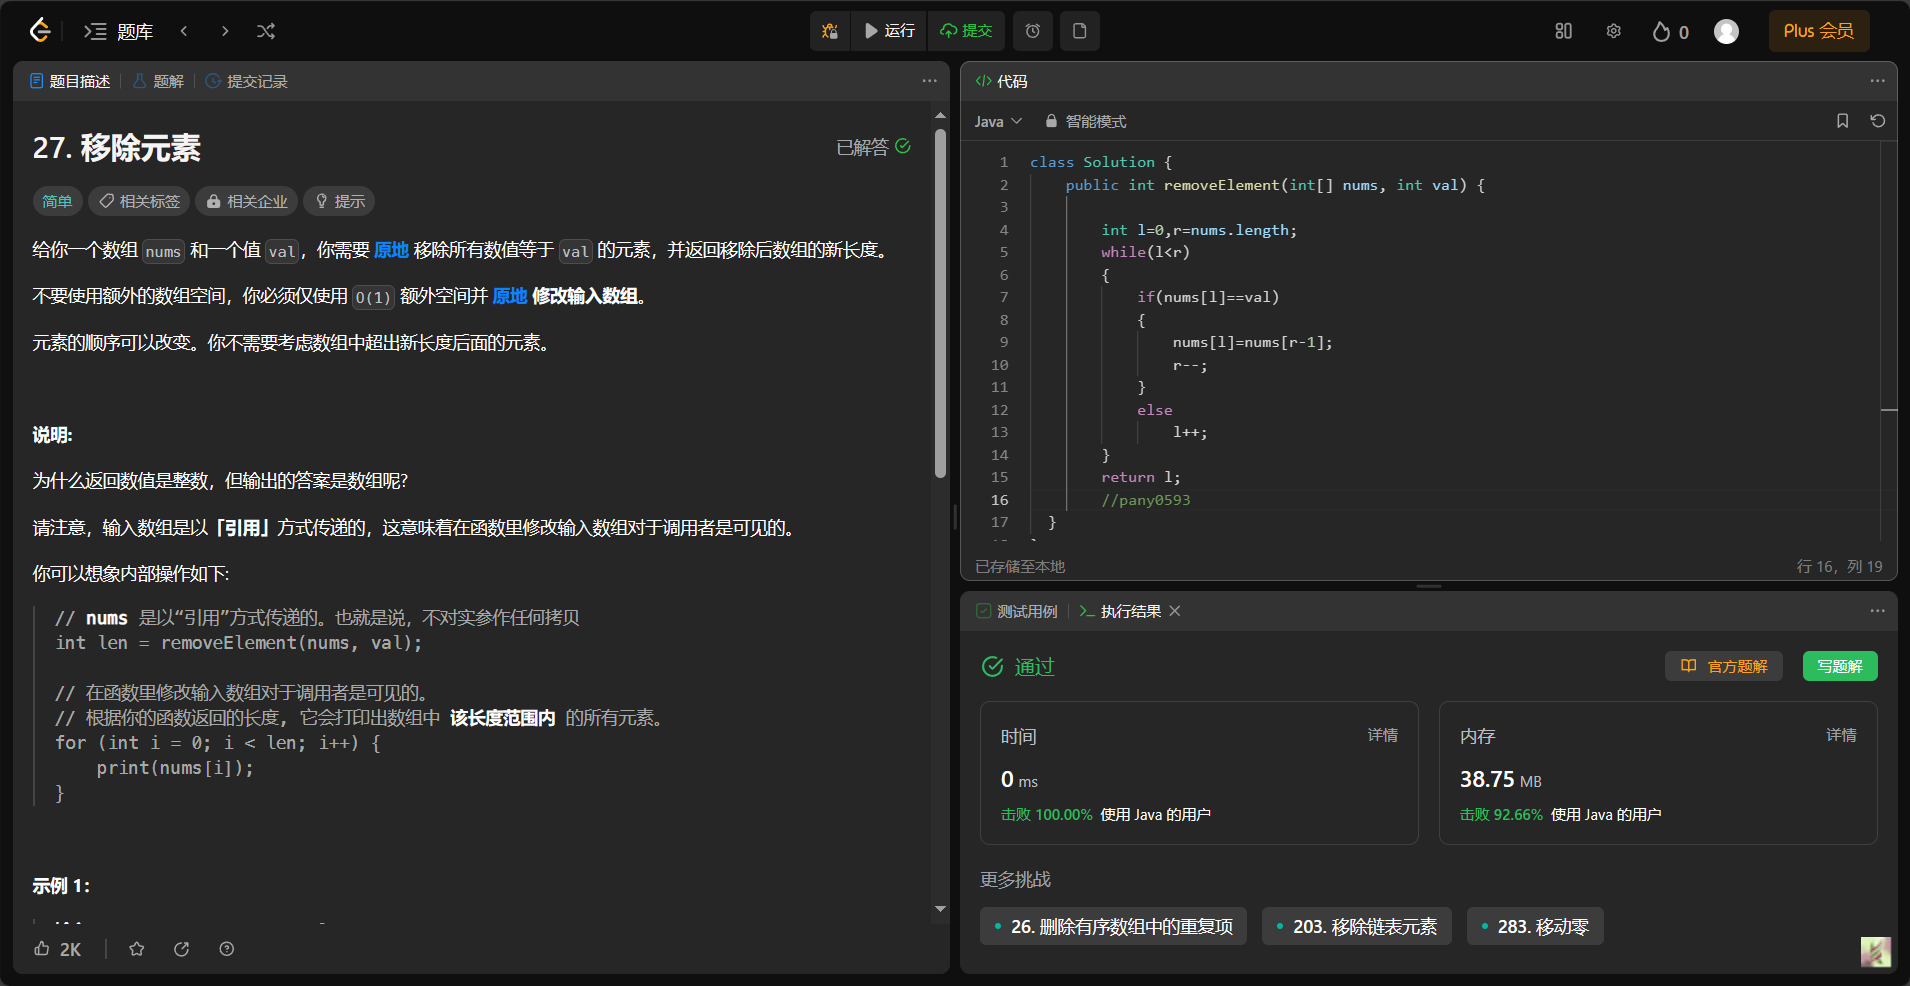 题库
运行
提交
0
Plus 会员
题目描述
题解
提交记录
27. 移除元素
已解答
简单
相关标签
相关企业
提示
给你一个数组 nums 和一个值 val，你需要 原地 移除所有数值等于 val 的元素，并返回移除后数组的新长度。
不要使用额外的数组空间，你必须仅使用 O(1) 额外空间并 原地 修改输入数组。
元素的顺序可以改变。你不需要考虑数组中超出新长度后面的元素。
说明:
为什么返回数值是整数，但输出的答案是数组呢?
请注意，输入数组是以「引用」方式传递的，这意味着在函数里修改输入数组对于调用者是可见的。
你可以想象内部操作如下:
// nums 是以“引用”方式传递的。也就是说，不对实参作任何拷贝
int len = removeElement(nums, val);
// 在函数里修改输入数组对于调用者是可见的。
// 根据你的函数返回的长度, 它会打印出数组中 该长度范围内 的所有元素。
for (int i = 0; i < len; i++) {
    print(nums[i]);
}
示例 1：
2K
代码
Java
智能模式
1 class Solution {
2     public int removeElement(int[] nums, int val) {
3
4         int l=0,r=nums.length;
5         while(l<r)
6         {
7             if(nums[l]==val)
8             {
9                 nums[l]=nums[r-1];
10                 r--;
11             }
12             else
13                 l++;
14         }
15         return l;
16         //pany0593
17   }
已存储至本地
行 16，列 19
测试用例
执行结果
通过
官方题解
写题解
时间
详情
0 ms
击败 100.00% 使用 Java 的用户
内存
详情
38.75 MB
击败 92.66% 使用 Java 的用户
更多挑战
26. 删除有序数组中的重复项
203. 移除链表元素
283. 移动零